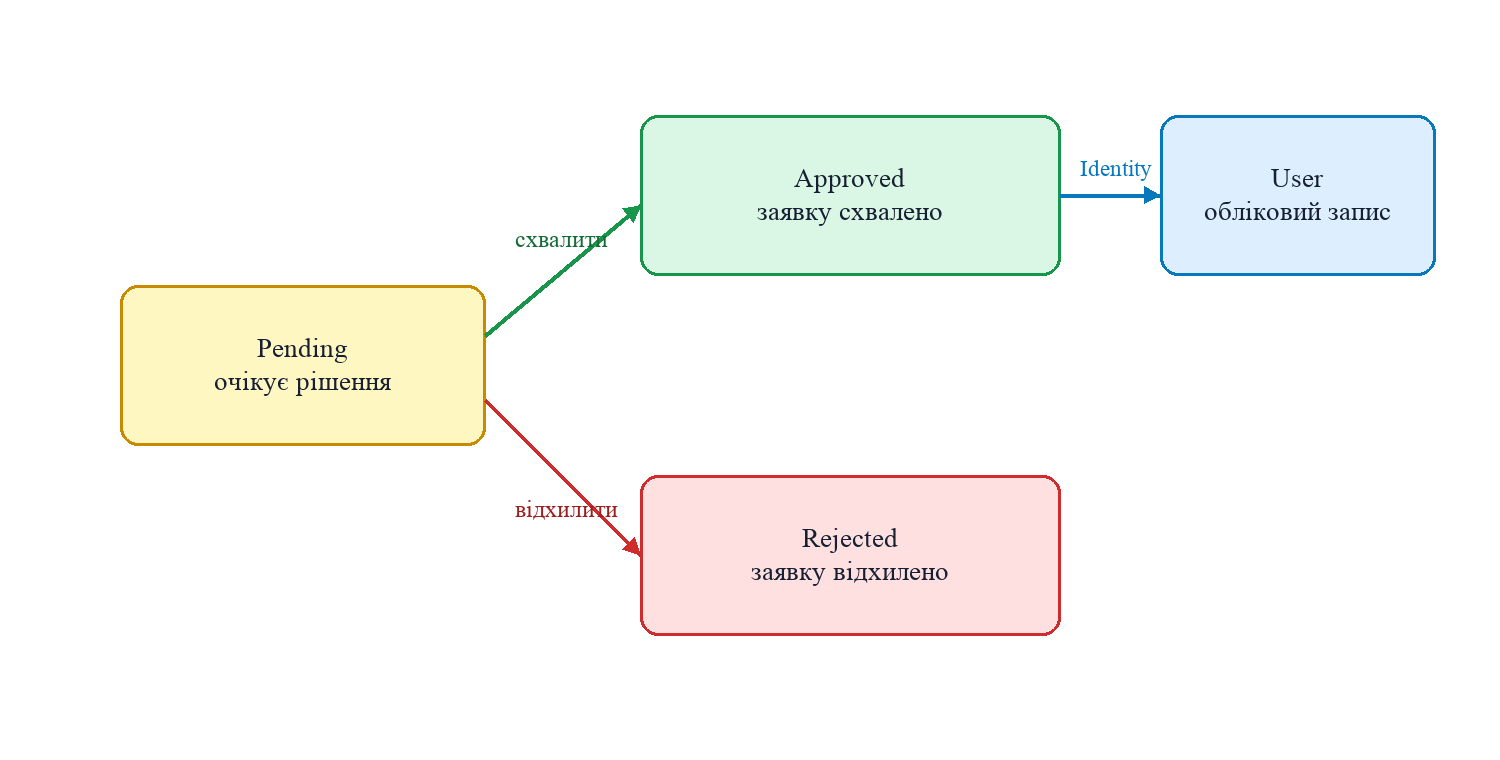 Pending
очікує рішення
схвалити
відхилити
Approved
заявку схвалено
Identity
User
обліковий запис
Rejected
заявку відхилено